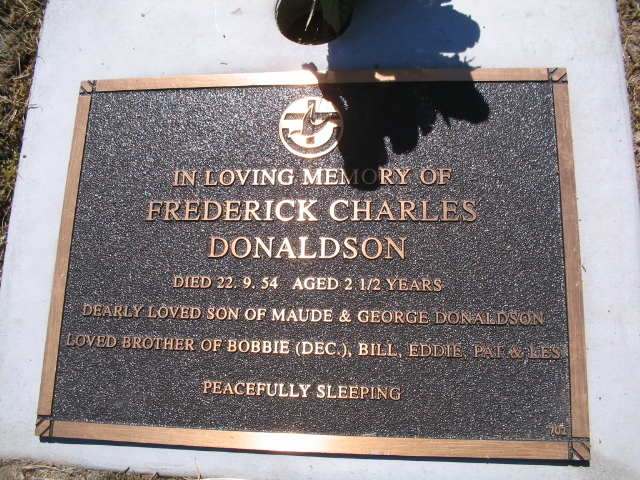 IN LOVING MEMORY OF
FREDERICK CHARLES
DONALDSON
DIED 22. 9. 54 AGED 2 1/2 YEARS
DEARLY LOVED SON OF MAUDE & GEORGE DONALDSON
LOVED BROTHER OF BOBBIE (DEC.), BILL, EDDIE, PAT & LES
PEACEFULLY SLEEPING
702